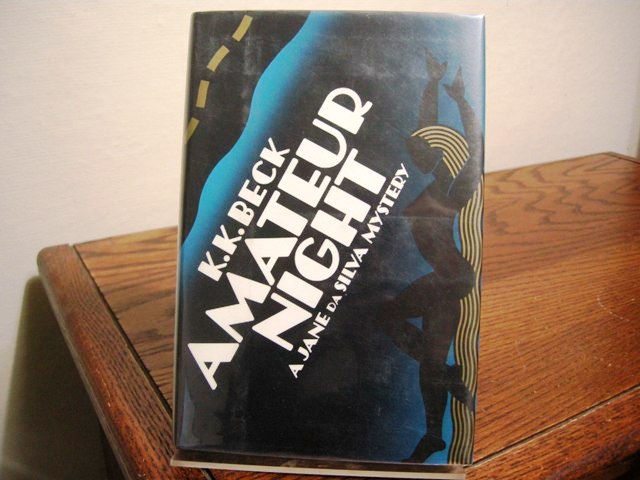 K.K. BECK
AMATEUR
NIGHT
A JANE DA SILVA MYSTERY